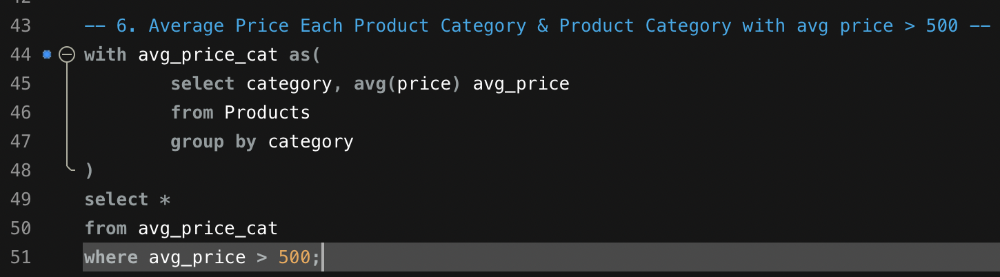 43 -- 6. Average Price Each Product Category & Product Category with avg price > 500 --
44 with avg_price_cat as(
45 select category, avg(price) avg_price
46 from Products
47 group by category
48 )
49 select *
50 from avg_price_cat
51 where avg_price > 500;